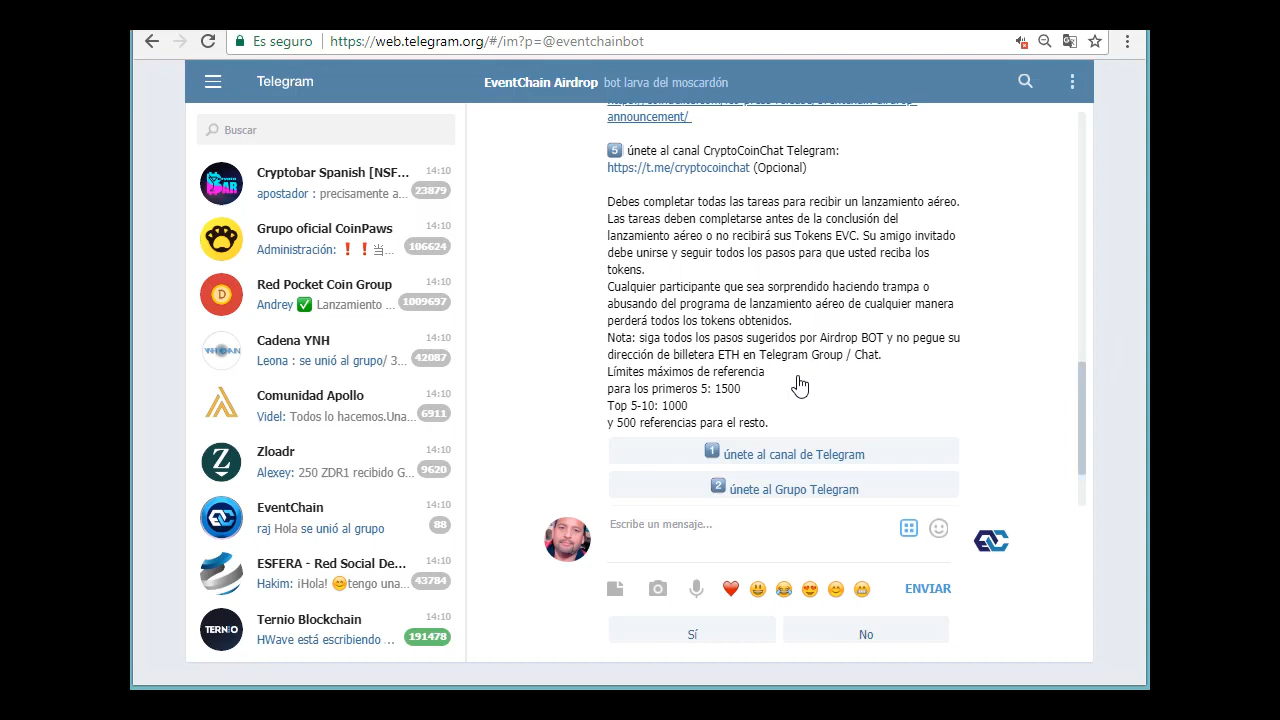 Es seguro https://web.telegram.org/#/im?p=@eventchainbot
Telegram
EventChain Airdrop bot larva del moscardón
Buscar
Cryptobar Spanish [NSF... 14:10
apostador : precisamente a... 23879
Grupo oficial CoinPaws 14:10
Administración: ❗❗当... 106624
Red Pocket Coin Group 14:10
Andrey ✅ Lanzamiento ... 1009697
Cadena YNH 14:10
Leona : se unió al grupo/ 3... 42087
Comunidad Apollo 14:10
Videl: Todos lo hacemos.Una... 6911
Zloadr 14:10
Alexey: 250 ZDR1 recibido G... 9620
EventChain 14:10
raj Hola se unió al grupo 88
ESFERA - Red Social De... 14:10
Hakim: ¡Hola! 😊tengo una... 43784
TERNIO
Ternio Blockchain 14:10
HWave está escribiendo ... 191478
announcement/
5 únete al canal CryptoCoinChat Telegram:
https://t.me/cryptocoinchat (Opcional)
Debes completar todas las tareas para recibir un lanzamiento aéreo.
Las tareas deben completarse antes de la conclusión del
lanzamiento aéreo o no recibirá sus Tokens EVC. Su amigo invitado
debe unirse y seguir todos los pasos para que usted reciba los
tokens.
Cualquier participante que sea sorprendido haciendo trampa o
abusando del programa de lanzamiento aéreo de cualquier manera
perderá todos los tokens obtenidos.
Nota: siga todos los pasos sugeridos por Airdrop BOT y no pegue su
dirección de billetera ETH en Telegram Group / Chat.
Límites máximos de referencia
para los primeros 5: 1500
Top 5-10: 1000
y 500 referencias para el resto.
1 únete al canal de Telegram
2 únete al Grupo Telegram
Escribe un mensaje...
ENVIAR
Sí
No